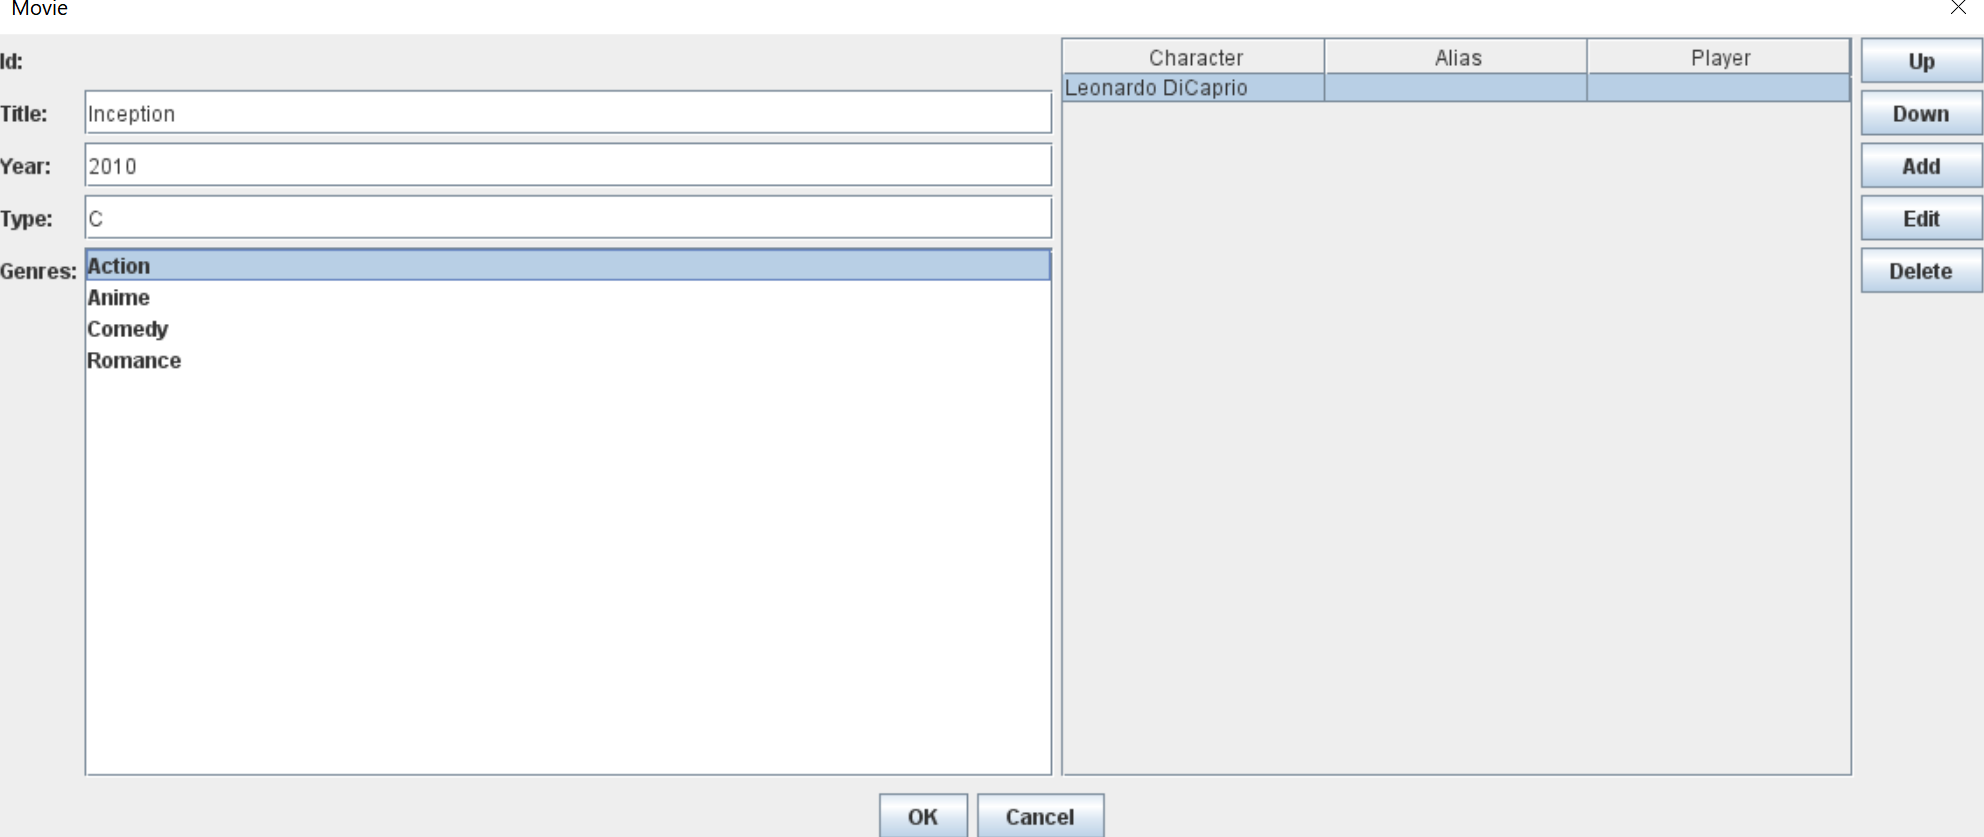 Movie
Id:
Title: Inception
Year: 2010
Type: C
Genres: Action
Anime
Comedy
Romance
Character Alias Player
Leonardo DiCaprio
Up
Down
Add
Edit
Delete
OK Cancel